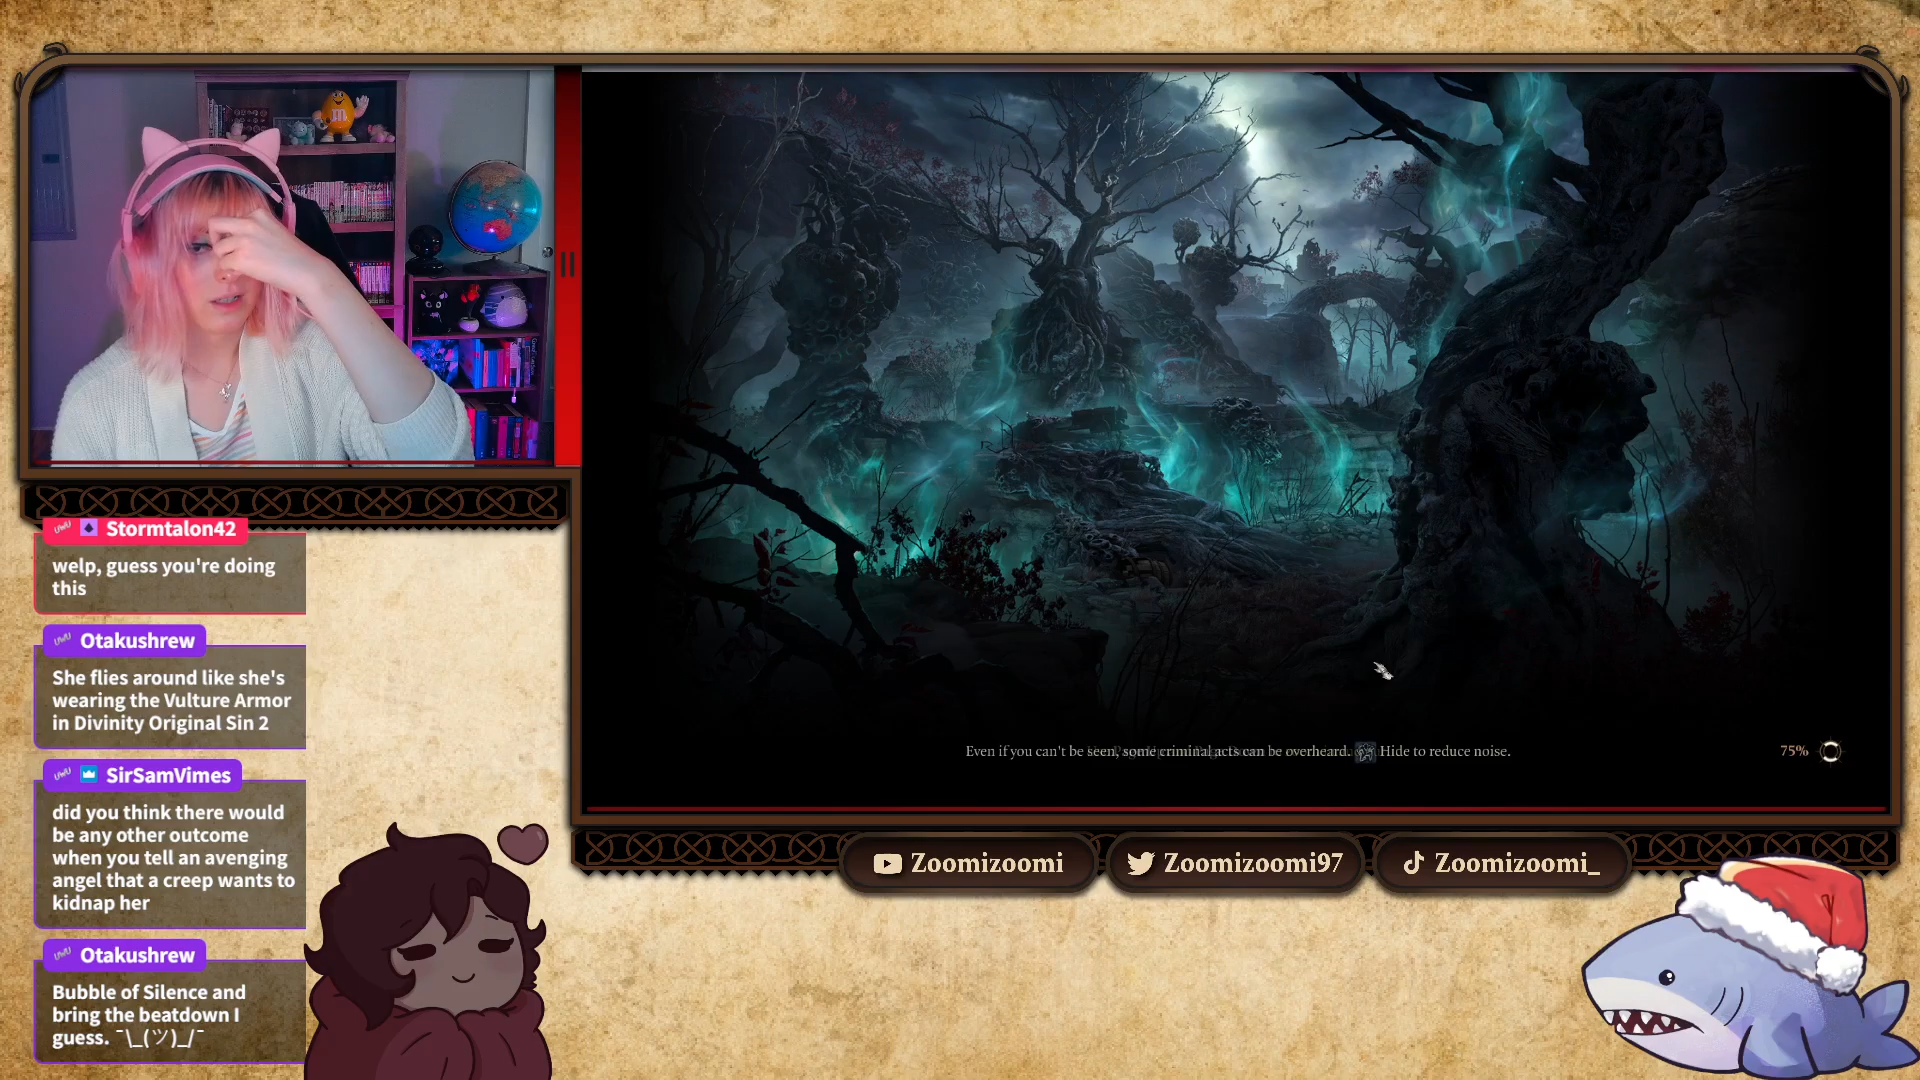 Stormtalon42
welp, guess you're doing
this
Otakushrew
She flies around like she's
wearing the Vulture Armor
in Divinity Original Sin 2
SirSamVimes
did you think there would
be any other outcome
when you tell an avenging
angel that a creep wants to
kidnap her
Otakushrew
Bubble of Silence and
bring the beatdown I
guess. ¯\_(ツ)_/¯
Even if you can't be seen, some criminal acts can be overheard. Hide to reduce noise.
75%
Zoomizoomi
Zoomizoomi97
Zoomizoomi_